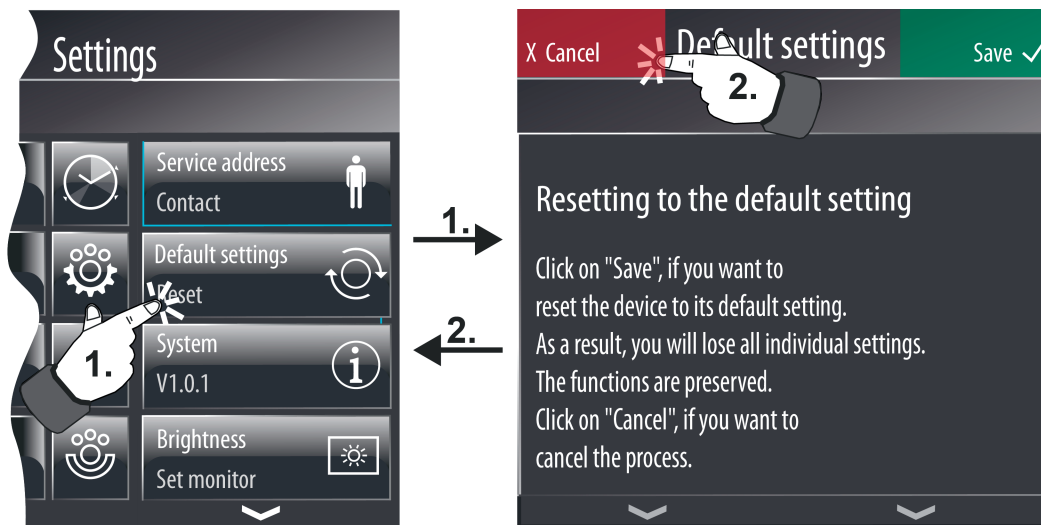 Settings
Service address
Contact
Default settings
Reset
System
V1.0.1
Brightness
Set monitor
1.
1.
2.
X Cancel
Default settings
Save ✓
2.
Resetting to the default setting
Click on "Save", if you want to
reset the device to its default setting.
As a result, you will lose all individual settings.
The functions are preserved.
Click on "Cancel", if you want to
cancel the process.